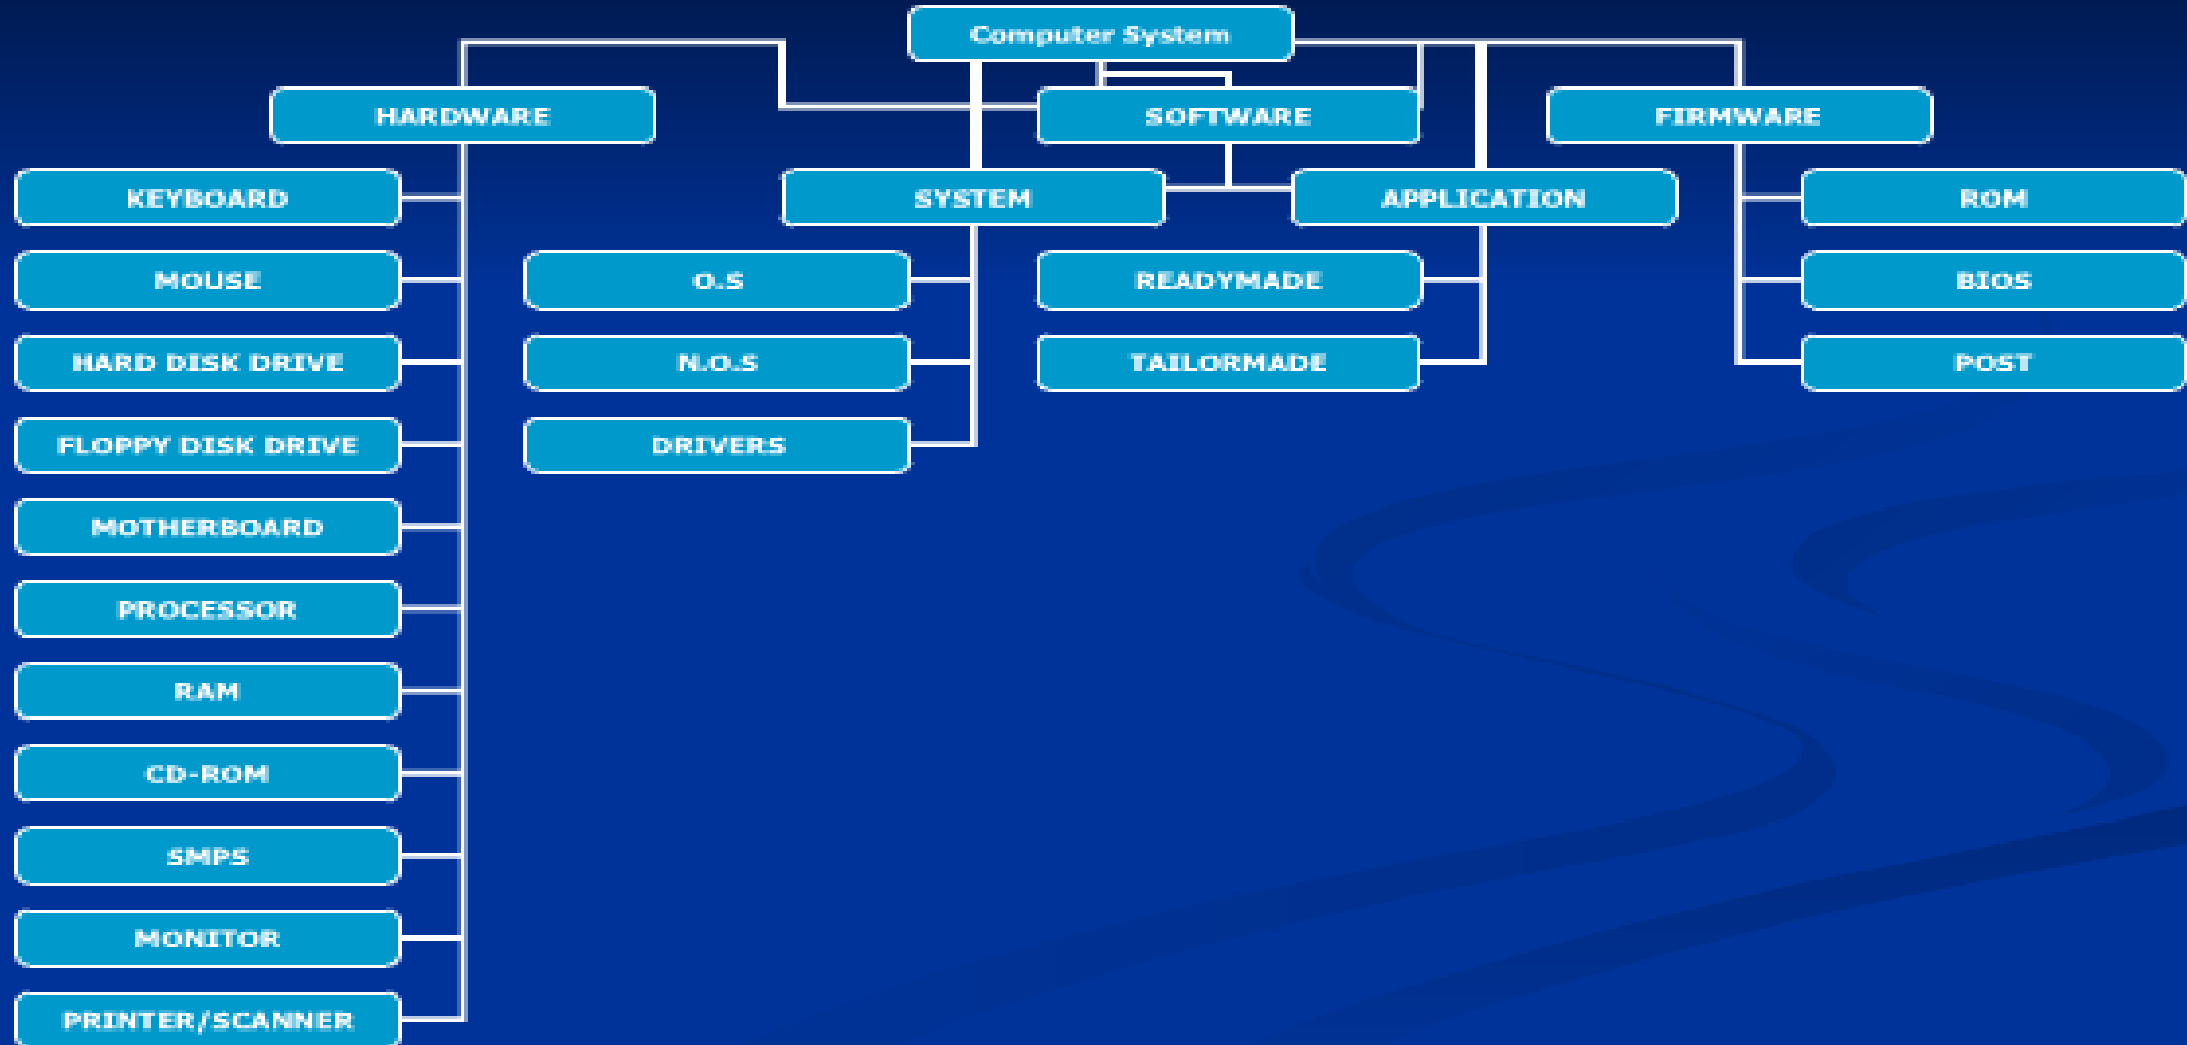 Computer System
HARDWARE
SOFTWARE
FIRMWARE
KEYBOARD
SYSTEM
APPLICATION
ROM
MOUSE
O.S
READYMADE
BIOS
HARD DISK DRIVE
N.O.S
TAILORMADE
POST
FLOPPY DISK DRIVE
DRIVERS
MOTHERBOARD
PROCESSOR
RAM
CD-ROM
SMPS
MONITOR
PRINTER/SCANNER